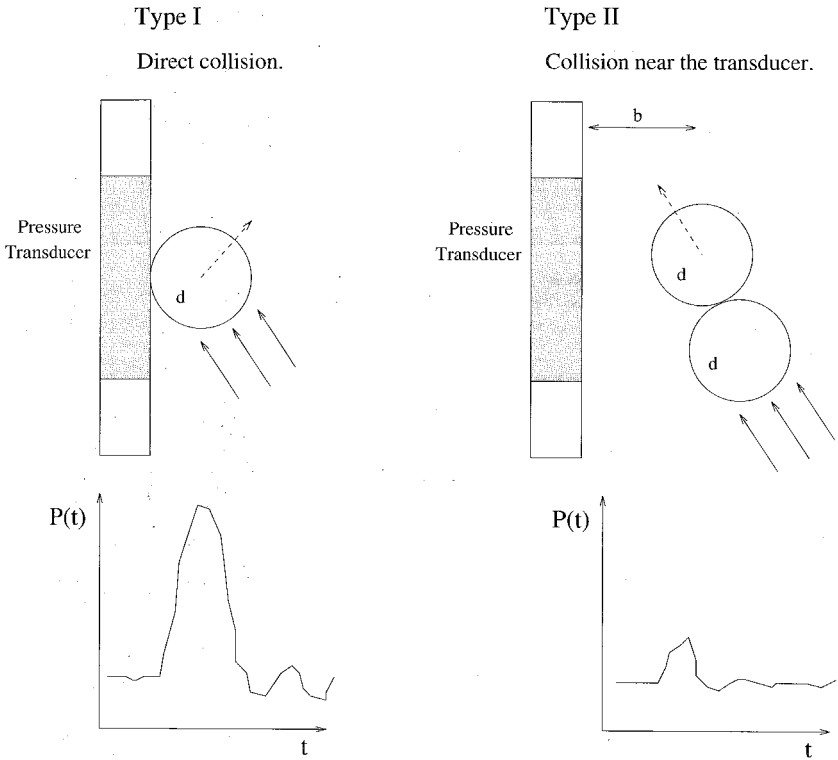 Type I
Direct collision.
Pressure
Transducer
d
P(t)
t
Type II
Collision near the transducer.
b
Pressure
Transducer
d
d
P(t)
t